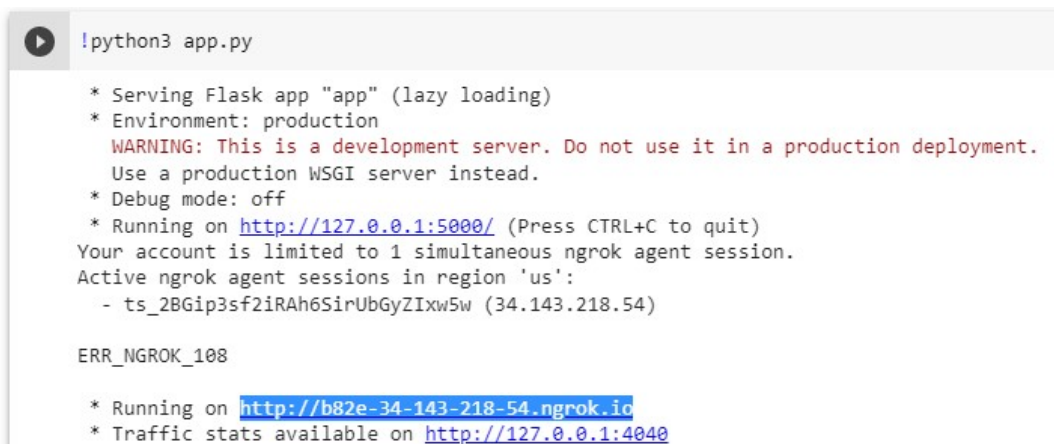 !python3 app.py
* Serving Flask app "app" (lazy loading)
* Environment: production
WARNING: This is a development server. Do not use it in a production deployment.
Use a production WSGI server instead.
* Debug mode: off
* Running on http://127.0.0.1:5000/ (Press CTRL+C to quit)
Your account is limited to 1 simultaneous ngrok agent session.
Active ngrok agent sessions in region 'us':
- ts_2BGip3sf2iRAh6SirUbGyZIxw5w (34.143.218.54)
ERR_NGROK_108
* Running on http://b82e-34-143-218-54.ngrok.io
* Traffic stats available on http://127.0.0.1:4040